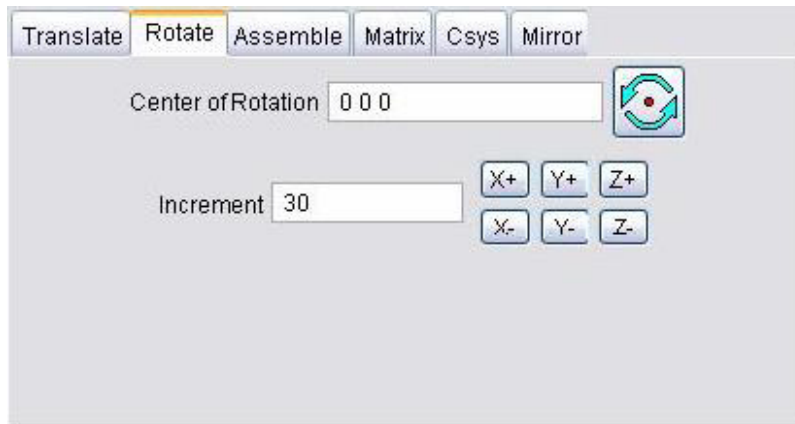 Translate Rotate Assemble Matrix Csys Mirror
Center of Rotation 0 0 0
Increment 30
X+ Y+ Z+
X- Y- Z-